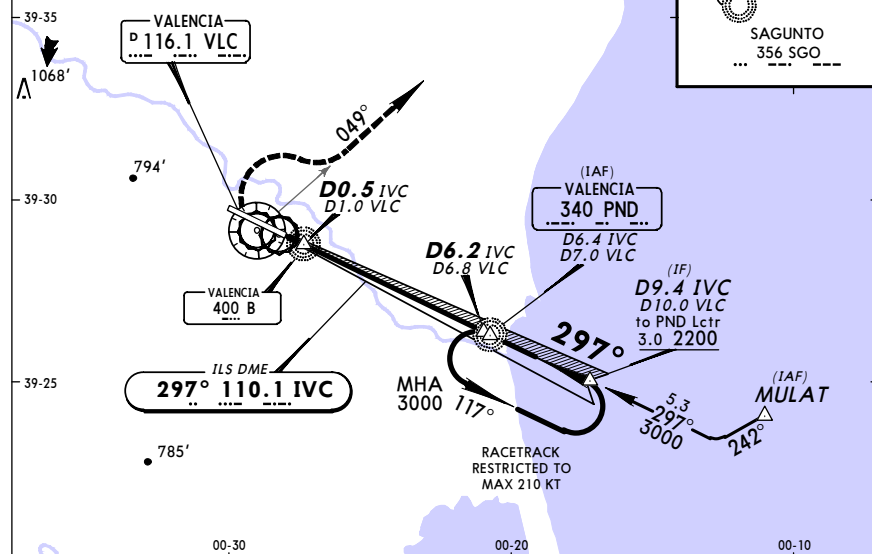 39-35
VALENCIA
D 116.1 VLC
SAGUNTO
356 SGO
1068'
049°
794'
D0.5 IVC
D1.0 VLC
(IAF)
VALENCIA
340 PND
D6.4 IVC
D7.0 VLC
39-30
D6.2 IVC
D6.8 VLC
(IF)
D9.4 IVC
D10.0 VLC
to PND Lctr
3.0 2200
VALENCIA
400 B
297°
ILS DME
297° 110.1 IVC
39-25
MHA
3000
117°
5.3
297°
3000
(IAF)
MULAT
242°
785'
RACETRACK
RESTRICTED TO
MAX 210 KT
00-30
00-20
00-10